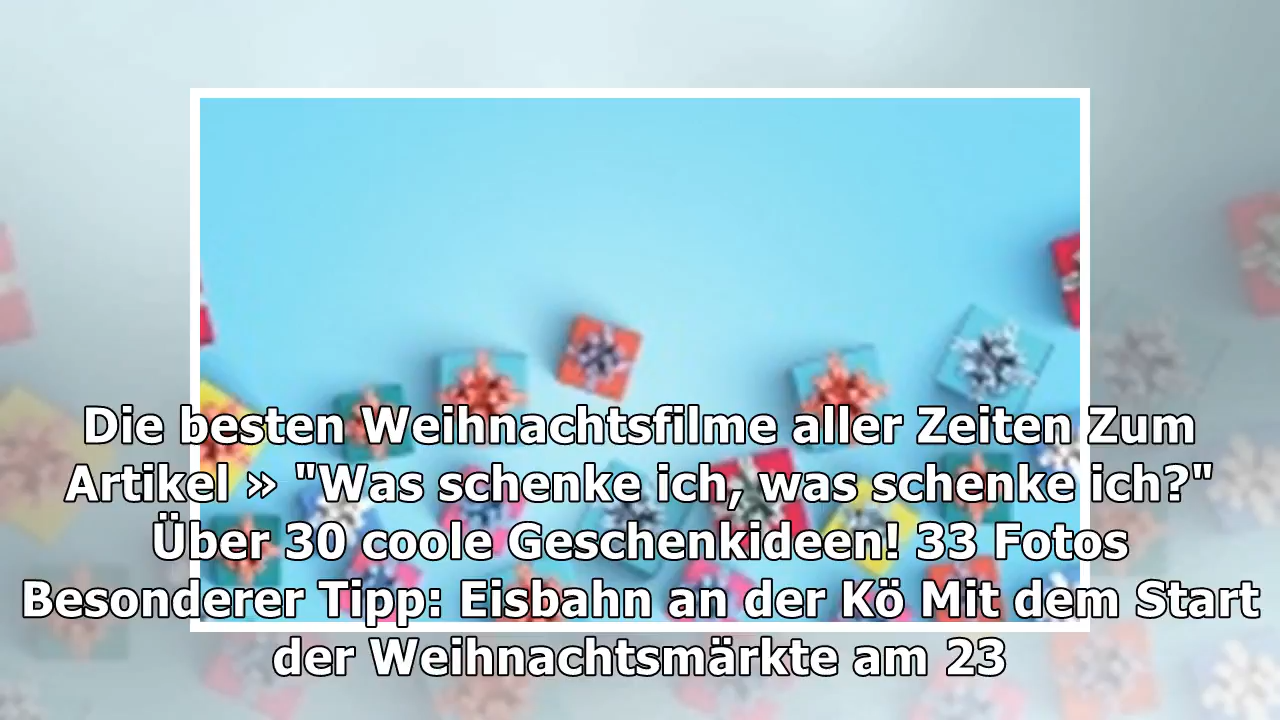 Die besten Weihnachtsfilme aller Zeiten Zum
Artikel » "Was schenke ich, was schenke ich?"
Über 30 coole Geschenkideen! 33 Fotos
Besonderer Tipp: Eisbahn an der Kö Mit dem Start
der Weihnachtsmärkte am 23